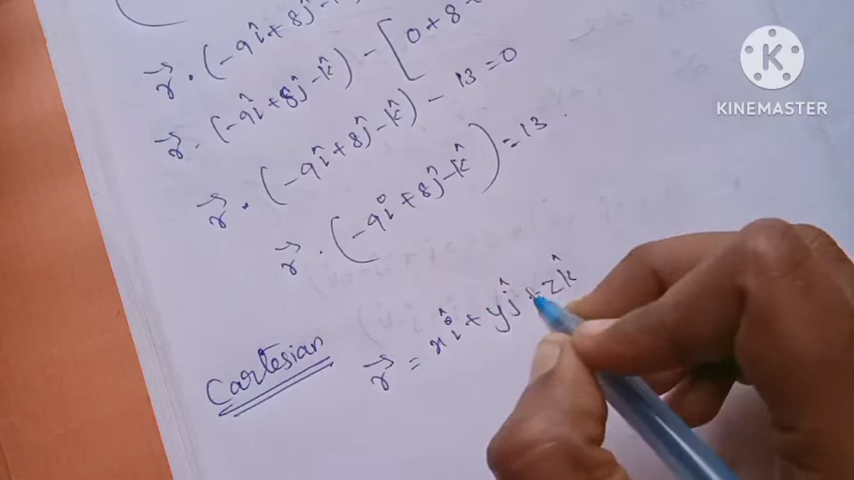 r⃗ . (-9î + 8ĵ
r⃗ . (-9î + 8ĵ - k̂) - [0 + 8
r⃗ . (-9î + 8ĵ - k̂) - 13 = 0
r⃗ . (-9î + 8ĵ - k̂) = 13 .
Cartesian r⃗ = xî + yĵ + zk̂
K
KINEMASTER